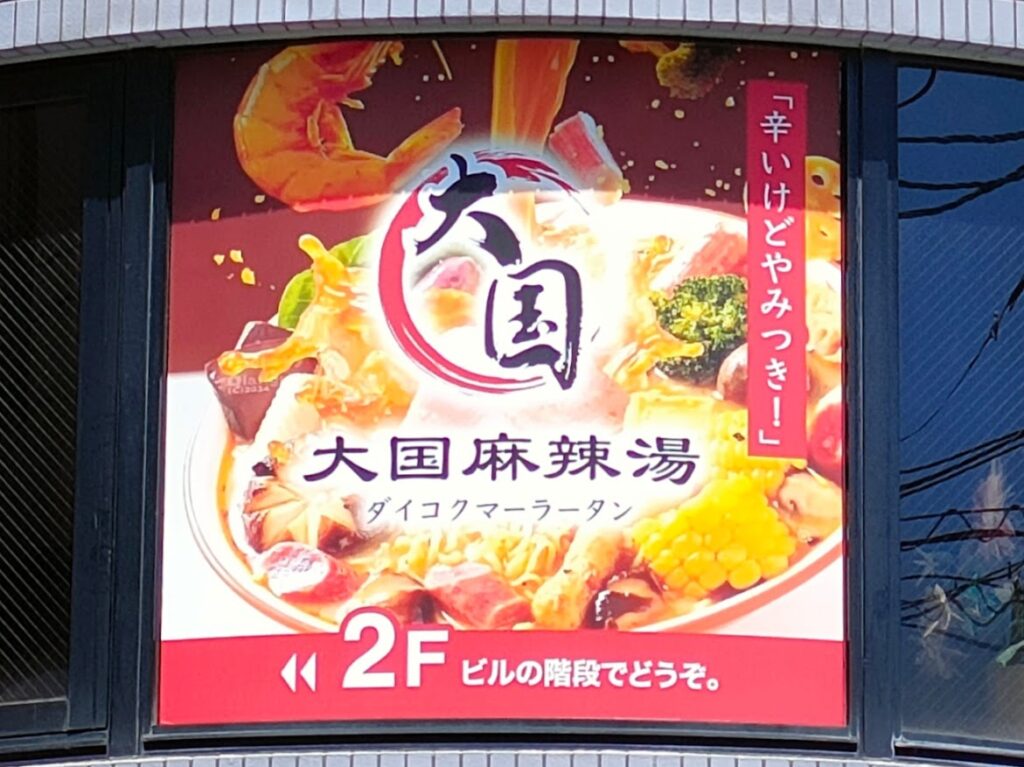 「辛いけどやみつき！」
大国
大国麻辣湯
ダイコクマーラータン
2F ビルの階段でどうぞ。